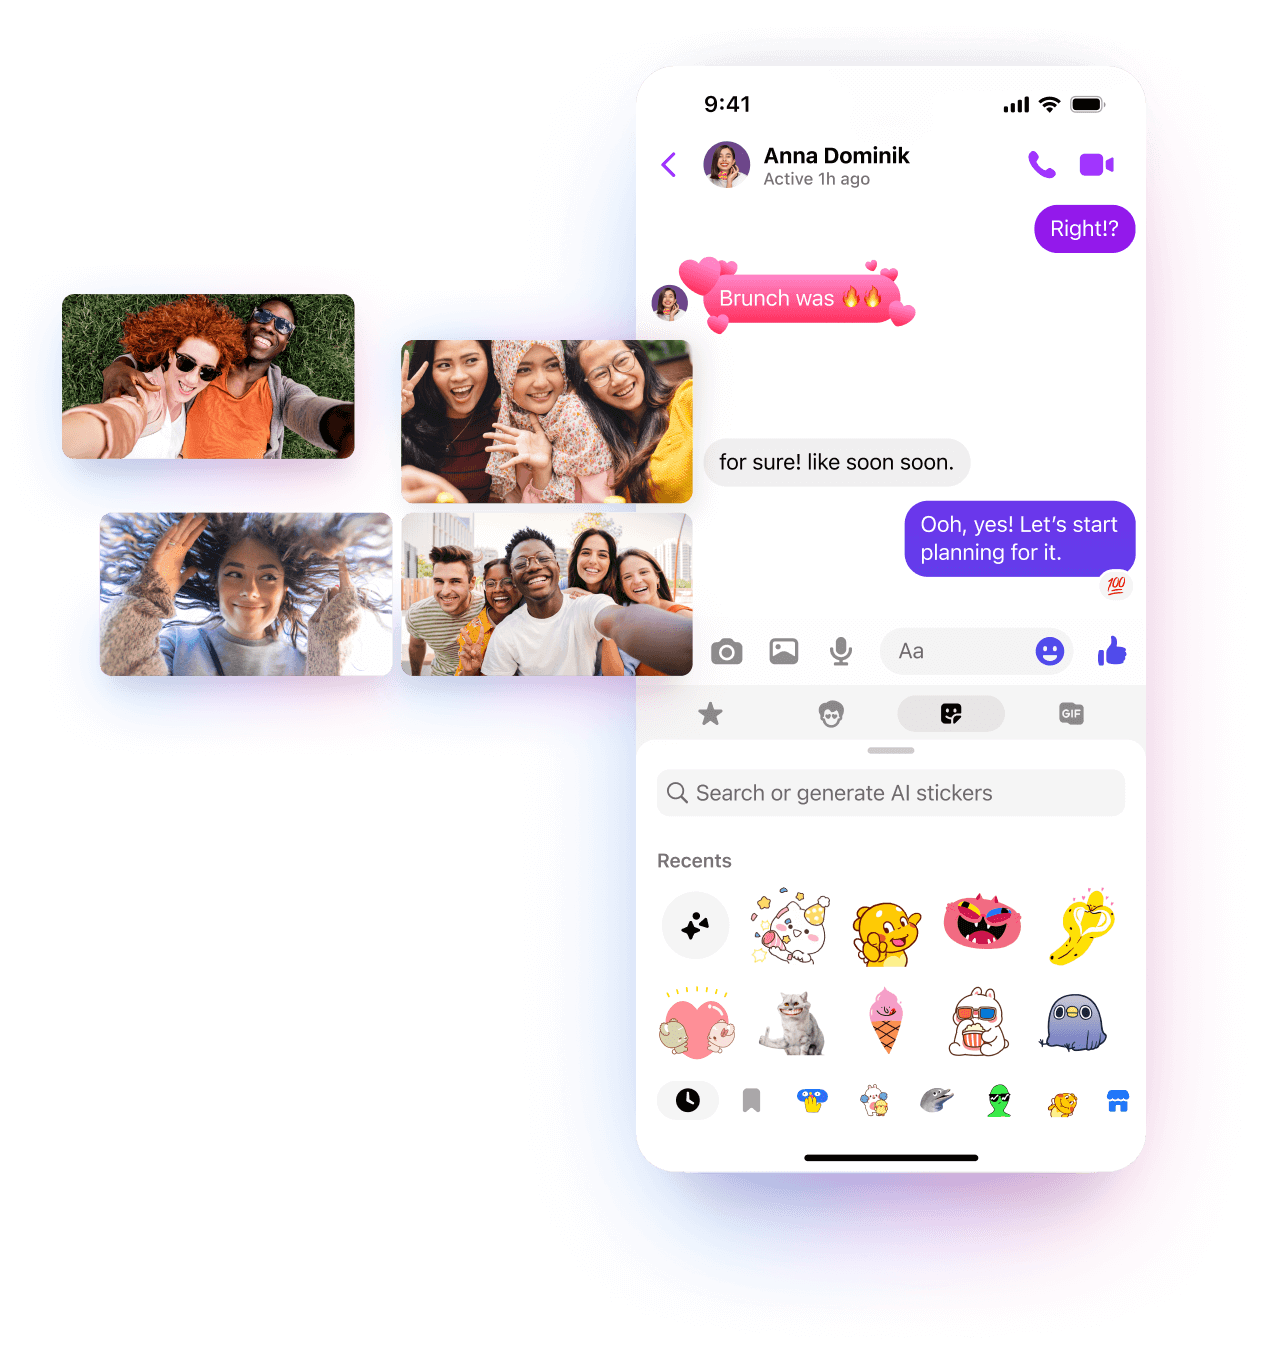 9:41
Anna Dominik
Active 1h ago
Right!?
Brunch was 🔥🔥
for sure! like soon soon.
Ooh, yes! Let’s start
planning for it.
💯
Aa
GIF
Search or generate AI stickers
Recents